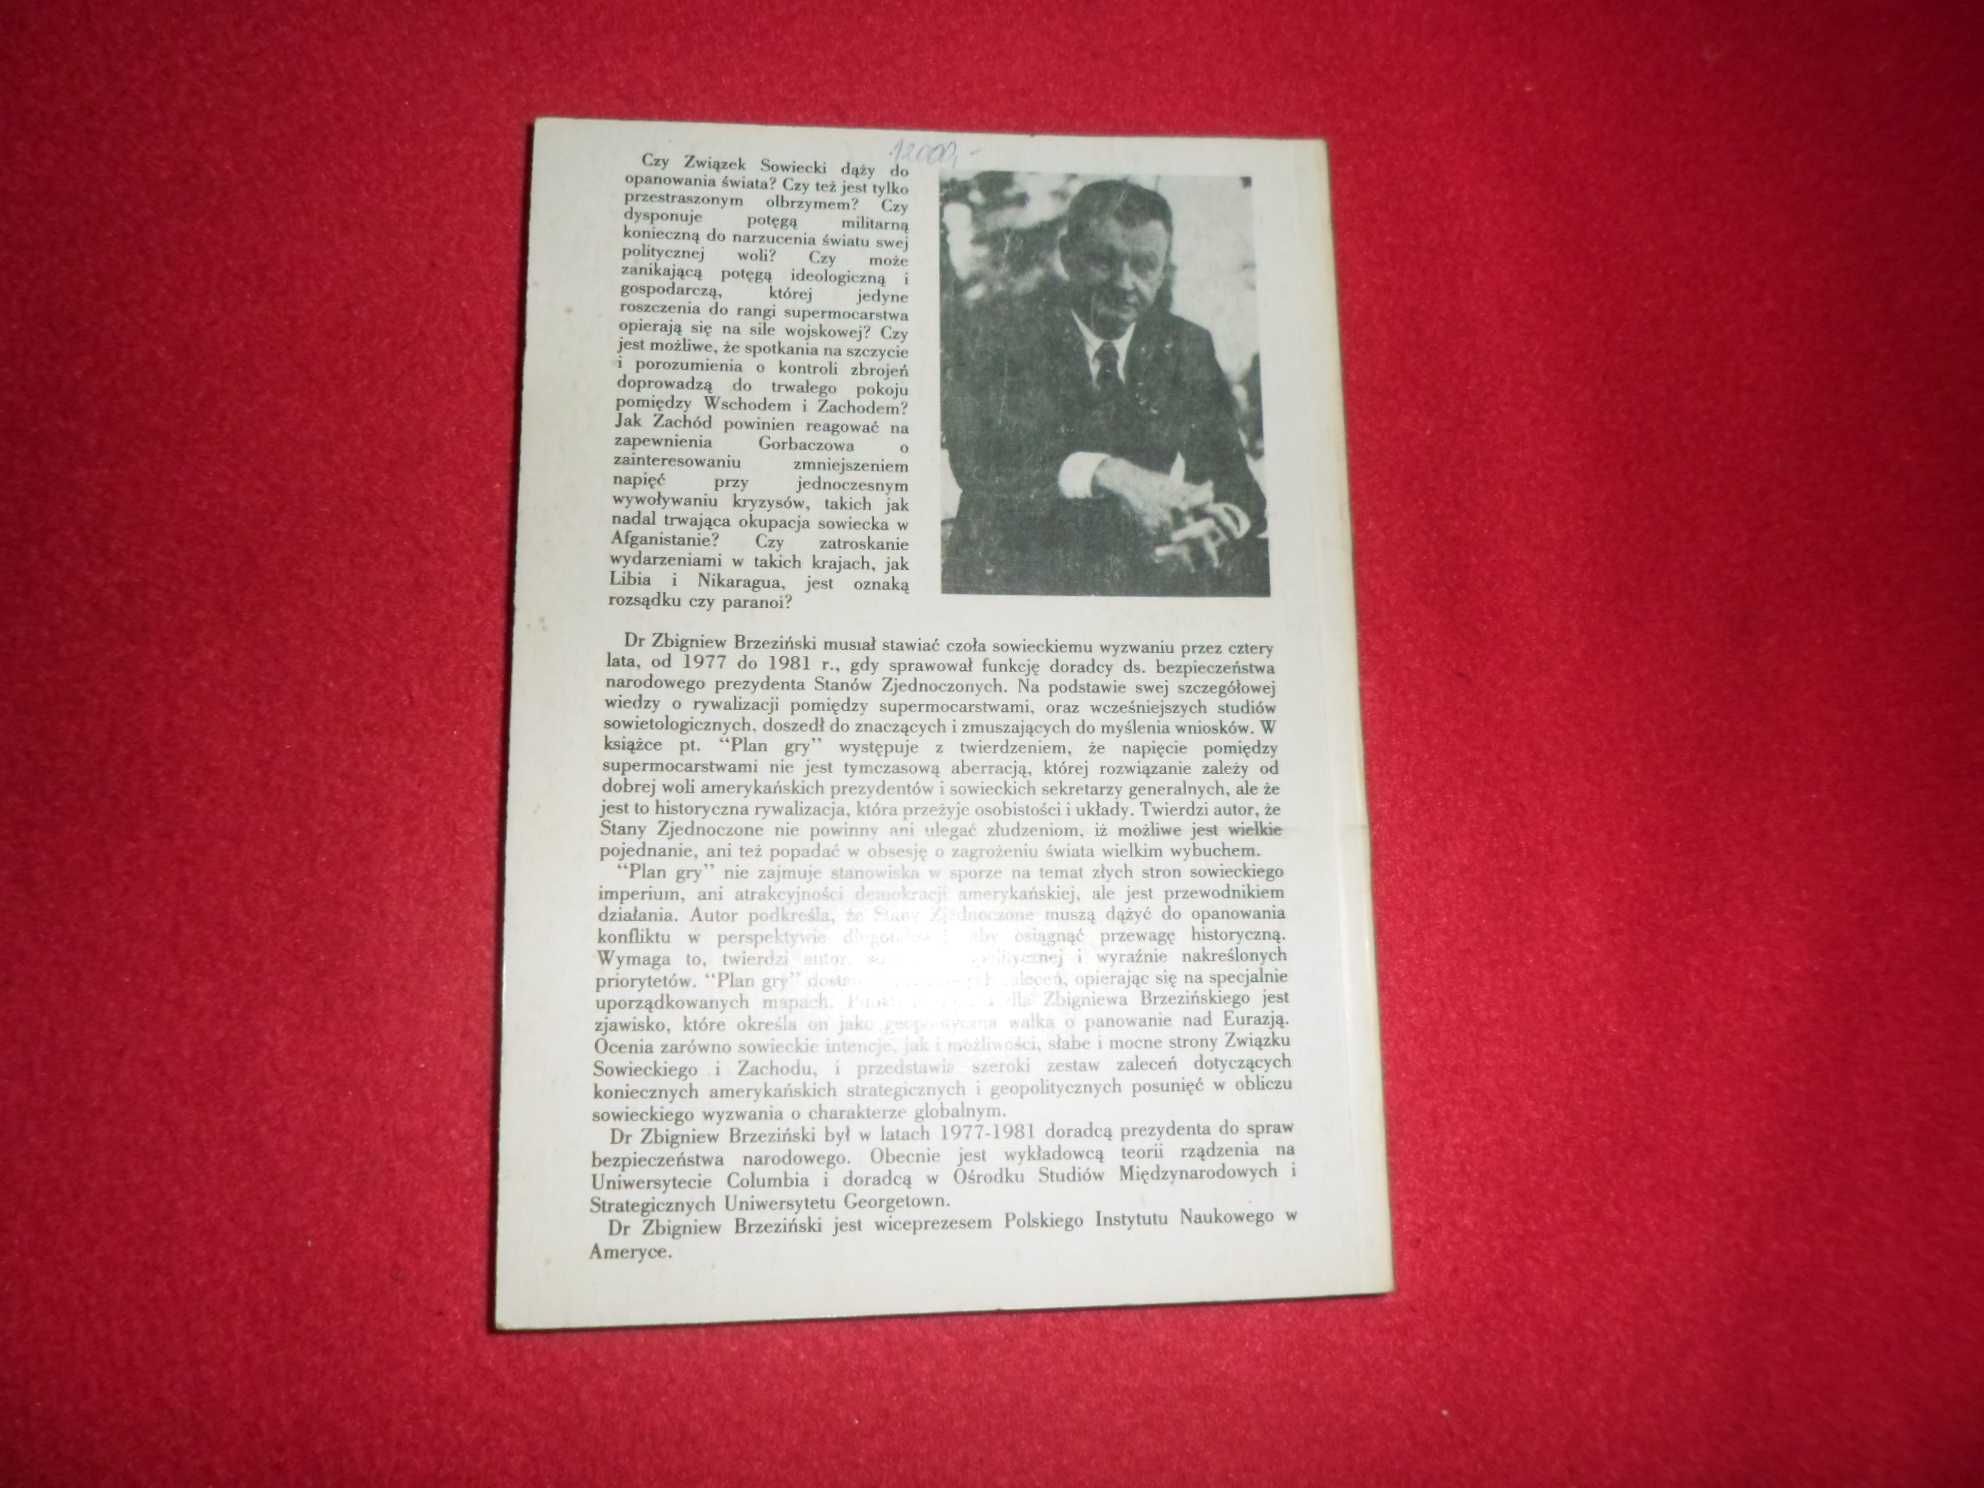 12000,-
Czy Związek Sowiecki dąży do
opanowania świata? Czy też jest tylko
przestraszonym olbrzymem? Czy
dysponuje potęgą militarną
konieczną do narzucenia światu swej
politycznej woli? Czy może
zanikającą potęgą ideologiczną i
gospodarczą, której jedyne
roszczenia do rangi supermocarstwa
opierają się na sile wojskowej? Czy
jest możliwe, że spotkania na szczycie
i porozumienia o kontroli zbrojeń
doprowadzą do trwałego pokoju
pomiędzy Wschodem i Zachodem?
Jak Zachód powinien reagować na
zapewnienia Gorbaczowa o
zainteresowaniu zmniejszeniem
napięć przy jednoczesnym
wywoływaniu kryzysów, takich jak
nadal trwająca okupacja sowiecka w
Afganistanie? Czy zatroskanie
wydarzeniami w takich krajach, jak
Libia i Nikaragua, jest oznaką
rozsądku czy paranoi?
Dr Zbigniew Brzeziński musiał stawiać czoła sowieckiemu wyzwaniu przez cztery
lata, od 1977 do 1981 r., gdy sprawował funkcję doradcy ds. bezpieczeństwa
narodowego prezydenta Stanów Zjednoczonych. Na podstawie swej szczegółowej
wiedzy o rywalizacji pomiędzy supermocarstwami, oraz wcześniejszych studiów
sowietologicznych, doszedł do znaczących i zmuszających do myślenia wniosków. W
książce pt. “Plan gry” występuje z twierdzeniem, że napięcie pomiędzy
supermocarstwami nie jest tymczasową aberracją, której rozwiązanie zależy od
dobrej woli amerykańskich prezydentów i sowieckich sekretarzy generalnych, ale że
jest to historyczna rywalizacja, która przeżyje osobistości i układy. Twierdzi autor, że
Stany Zjednoczone nie powinny ani ulegać złudzeniom, iż możliwe jest wielkie
pojednanie, ani też popadać w obsesję o zagrożeniu świata wielkim wybuchem.
“Plan gry” nie zajmuje stanowiska w sporze na temat złych stron sowieckiego
imperium, ani atrakcyjności demokracji amerykańskiej, ale jest przewodnikiem
działania. Autor podkreśla, że Stany Zjednoczone muszą dążyć do opanowania
konfliktu w perspektywie aby osiągnąć przewagę historyczną.
Wymaga to, twierdzi autor, i wyraźnie nakreślonych
priorytetów. “Plan gry” zaleceń, opierając się na specjalnie
uporządkowanych mapach. dla Zbigniewa Brzezińskiego jest
zjawisko, które określa on jako geopolityczna walka o panowanie nad Eurazją.
Ocenia zarówno sowieckie intencje, jak i możliwości, słabe i mocne strony Związku
Sowieckiego i Zachodu, i przedstawia szeroki zestaw zaleceń dotyczących
koniecznych amerykańskich strategicznych i geopolitycznych posunięć w obliczu
sowieckiego wyzwania o charakterze globalnym.
Dr Zbigniew Brzeziński był w latach 1977-1981 doradcą prezydenta do spraw
bezpieczeństwa narodowego. Obecnie jest wykładowcą teorii rządzenia na
Uniwersytecie Columbia i doradcą w Ośrodku Studiów Międzynarodowych i
Strategicznych Uniwersytetu Georgetown.
Dr Zbigniew Brzeziński jest wiceprezesem Polskiego Instytutu Naukowego w
Ameryce.